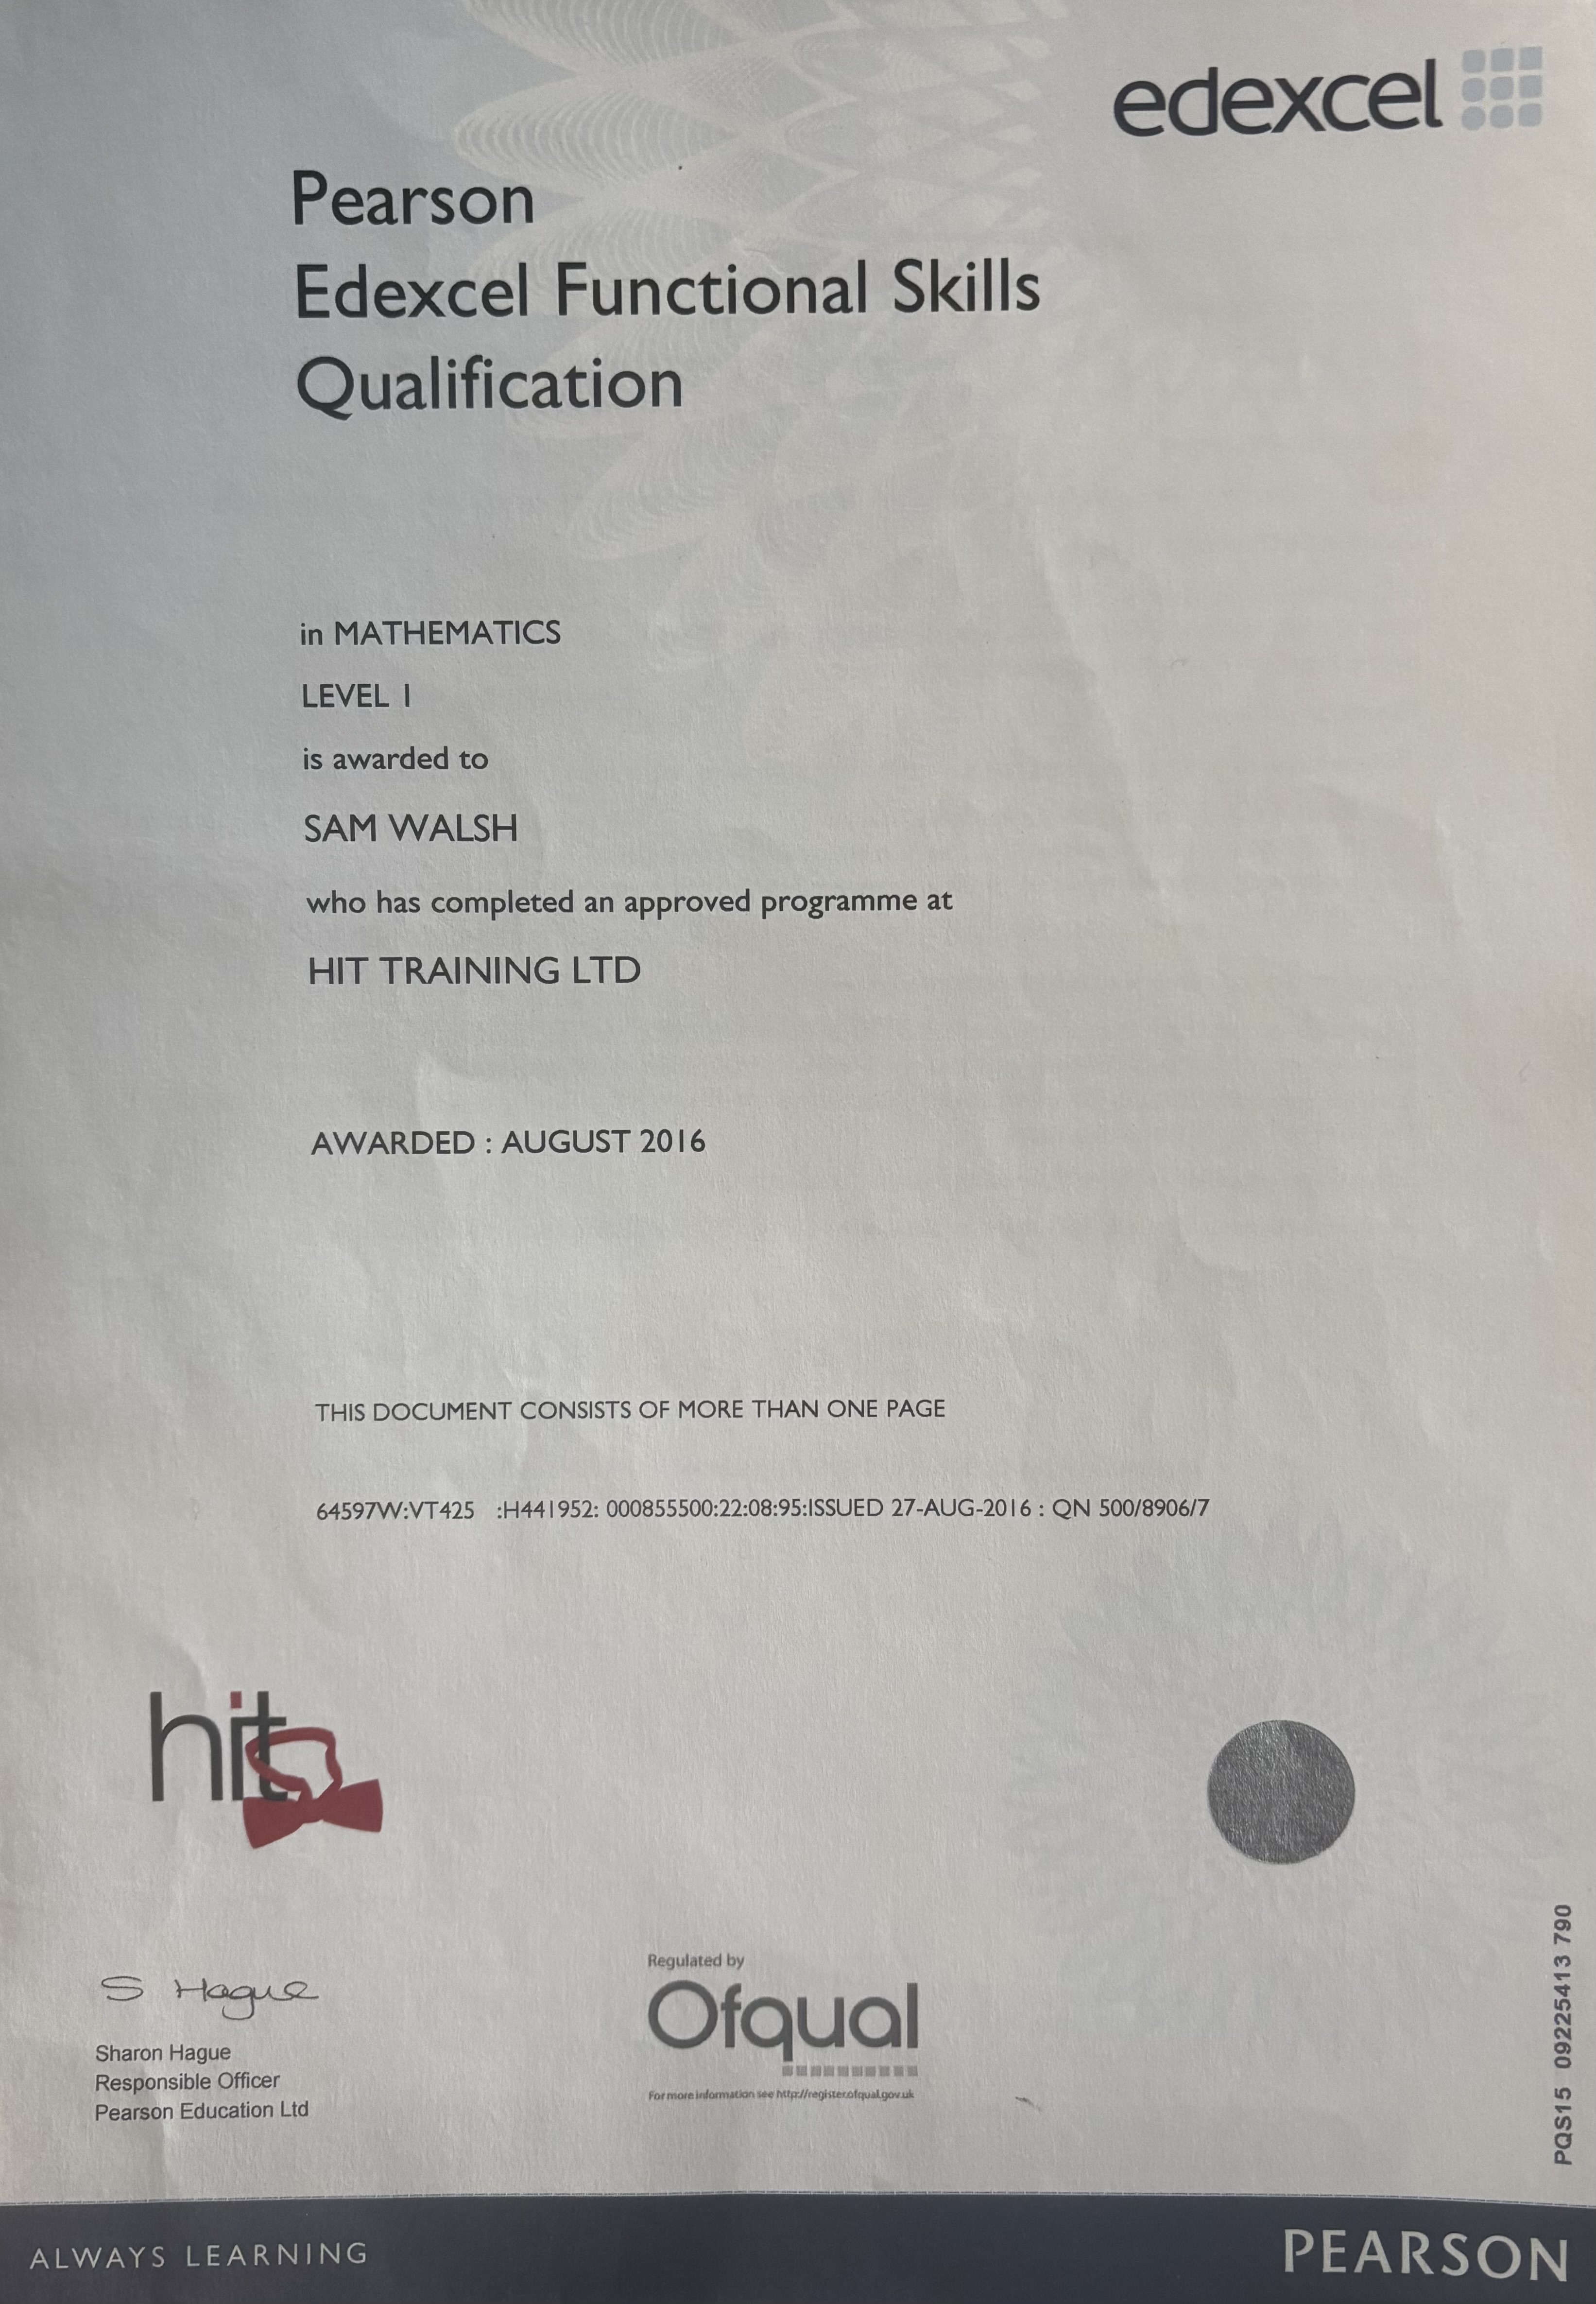 edexcel
Pearson
Edexcel Functional Skills
Qualification
in MATHEMATICS
LEVEL 1
is awarded to
SAM WALSH
who has completed an approved programme at
HIT TRAINING LTD
AWARDED : AUGUST 2016
THIS DOCUMENT CONSISTS OF MORE THAN ONE PAGE
64597W:VT425 :H441952: 000855500:22:08:95:ISSUED 27-AUG-2016 : QN 500/8906/7
hit
S Hague
Sharon Hague
Responsible Officer
Pearson Education Ltd
Regulated by
Ofqual
For more information see http://register.ofqual.gov.uk
PQS15 09225413 790
ALWAYS LEARNING
PEARSON